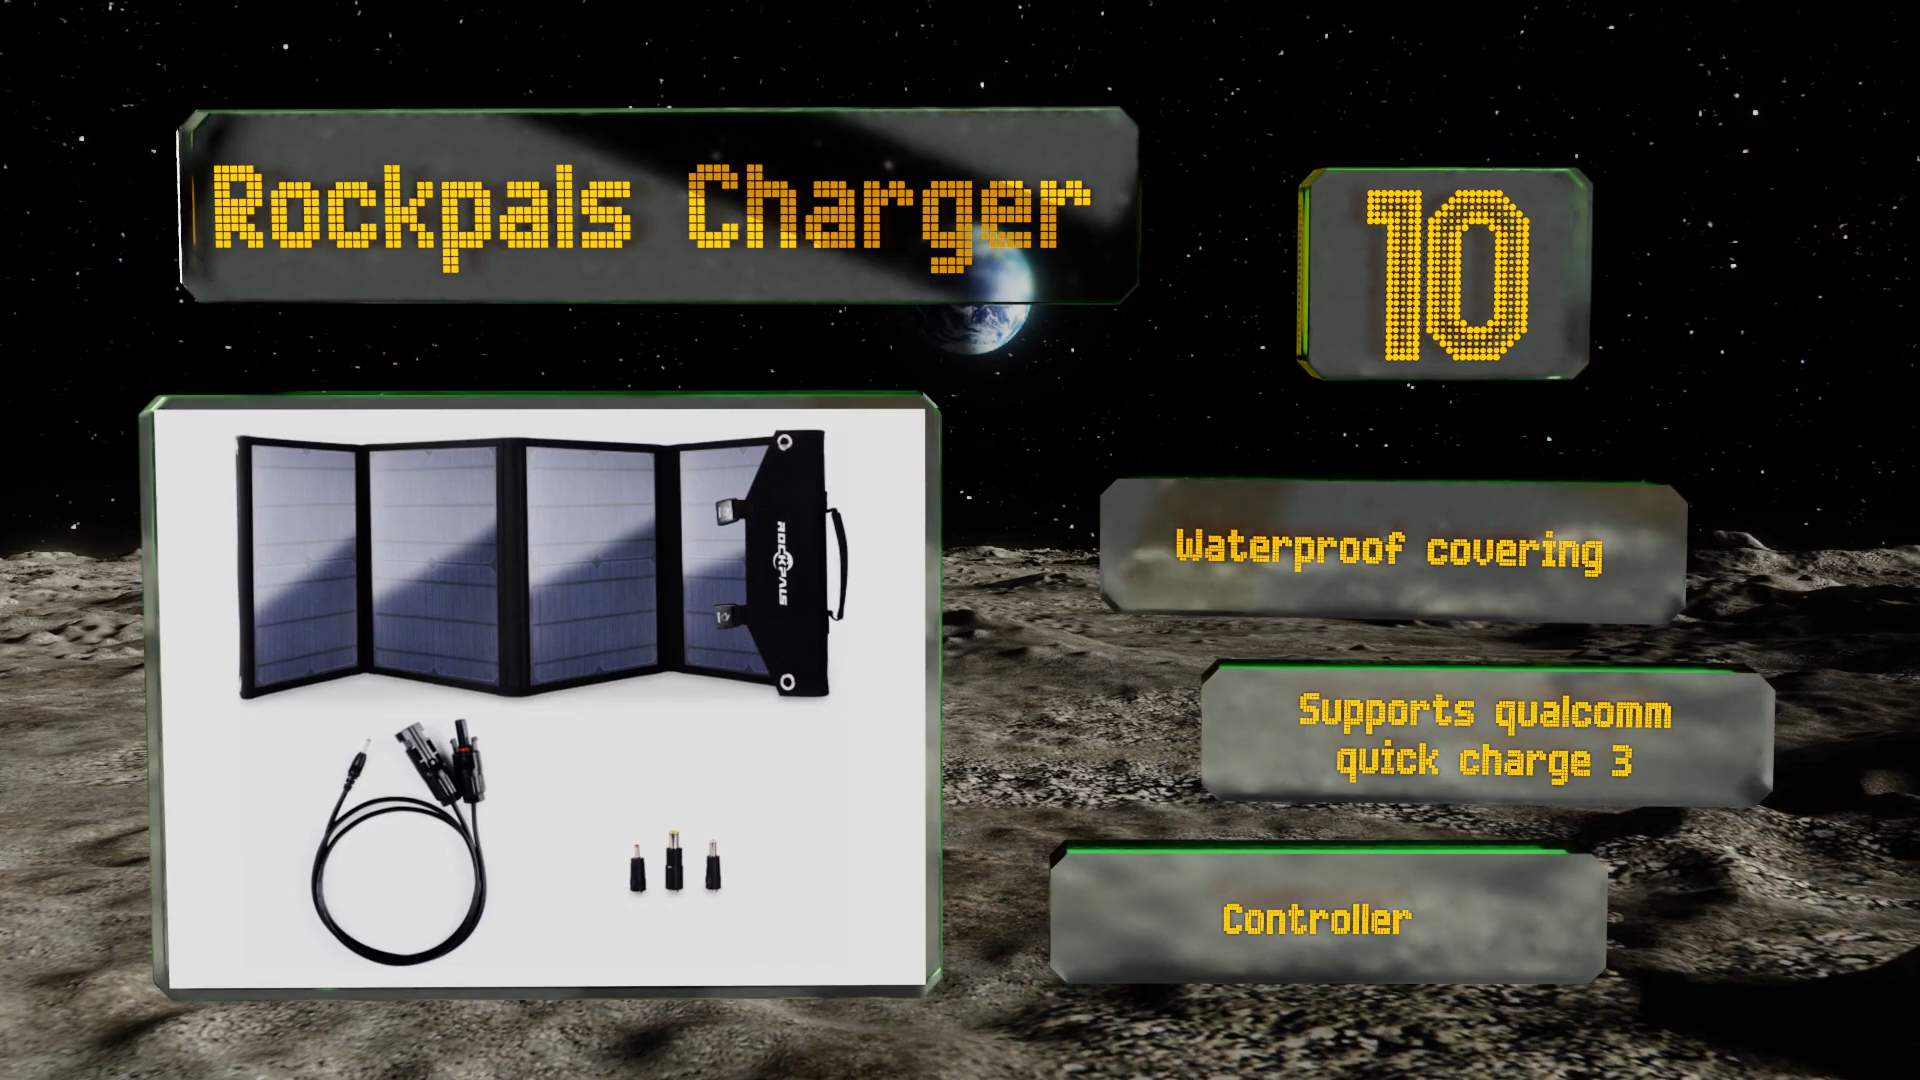 Rockpals Charger
10
ROCKPALS
Waterproof covering
Supports qualcomm
quick charge 3
Controller